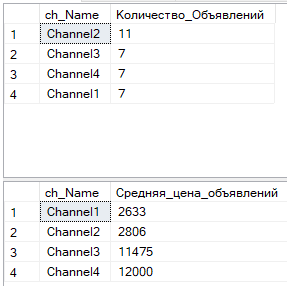 ch_Name Количество_Объявлений
1 Channel2 11
2 Channel3 7
3 Channel4 7
4 Channel1 7
ch_Name Средняя_цена_объявлений
1 Channel1 2633
2 Channel2 2806
3 Channel3 11475
4 Channel4 12000